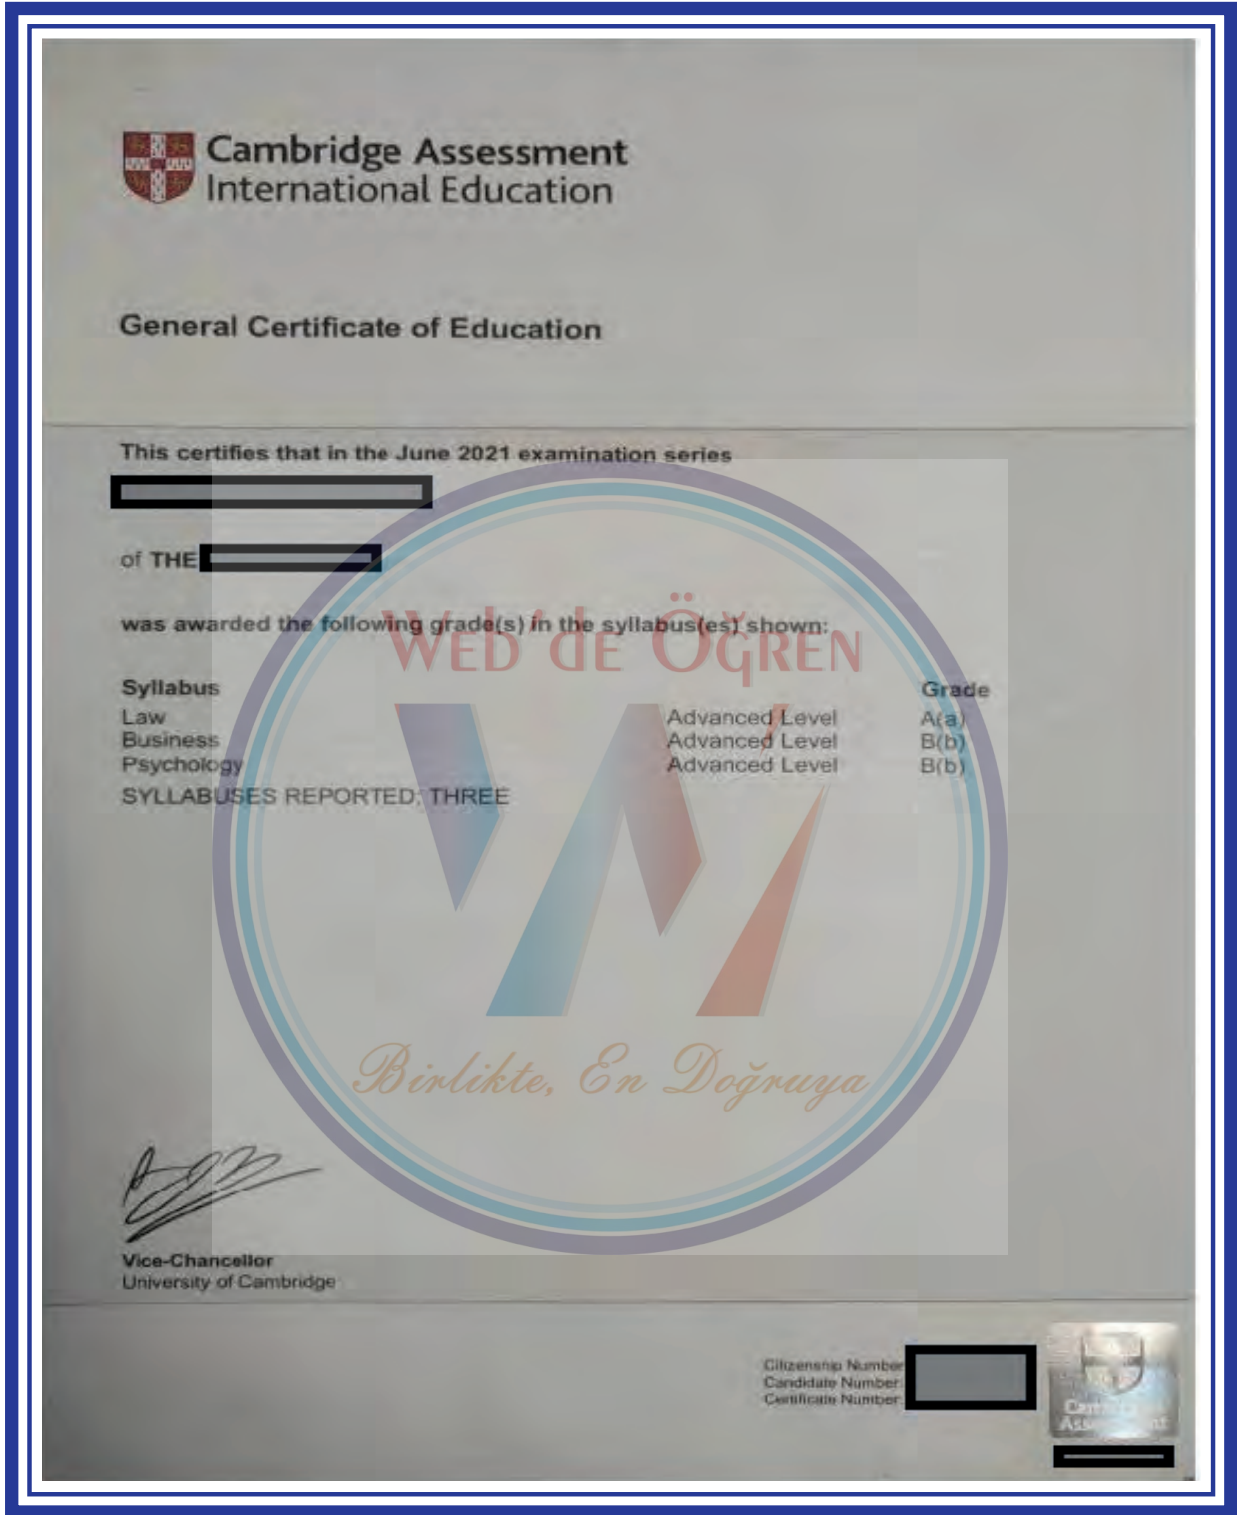 Cambridge Assessment
International Education
General Certificate of Education
This certifies that in the June 2021 examination series
of THE
was awarded the following grade(s) in the syllabus(es) shown:
WEB'DE ÖĞREN
Syllabus Grade
Law Advanced Level A(a)
Business Advanced Level B(b)
Psychology Advanced Level B(b)
SYLLABUSES REPORTED: THREE
Birlikte, En Doğruya
Vice-Chancellor
University of Cambridge
Citizenship Number
Candidate Number:
Certificate Number:
Assessment